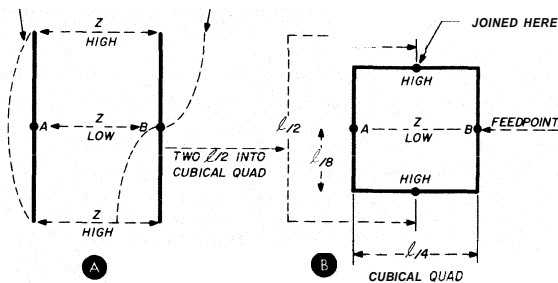 Z
HIGH
A
Z
LOW
B
Z
HIGH
TWO ℓ/2 INTO
CUBICAL QUAD
A
JOINED HERE
HIGH
A
Z
LOW
B
FEEDPOINT
ℓ/2
ℓ/8
HIGH
ℓ/4
B
CUBICAL QUAD